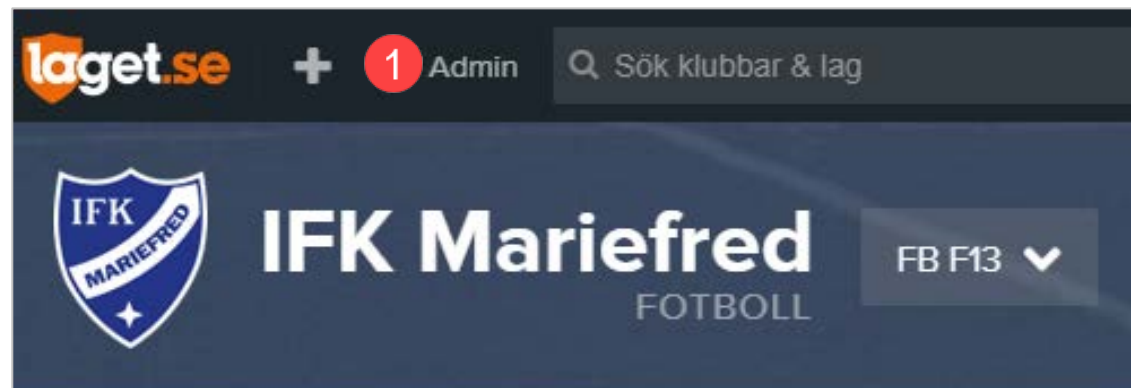 laget.se + 1 Admin Sök klubbar & lag
IFK
MARIEFRED
IFK Mariefred
FOTBOLL
FB F13